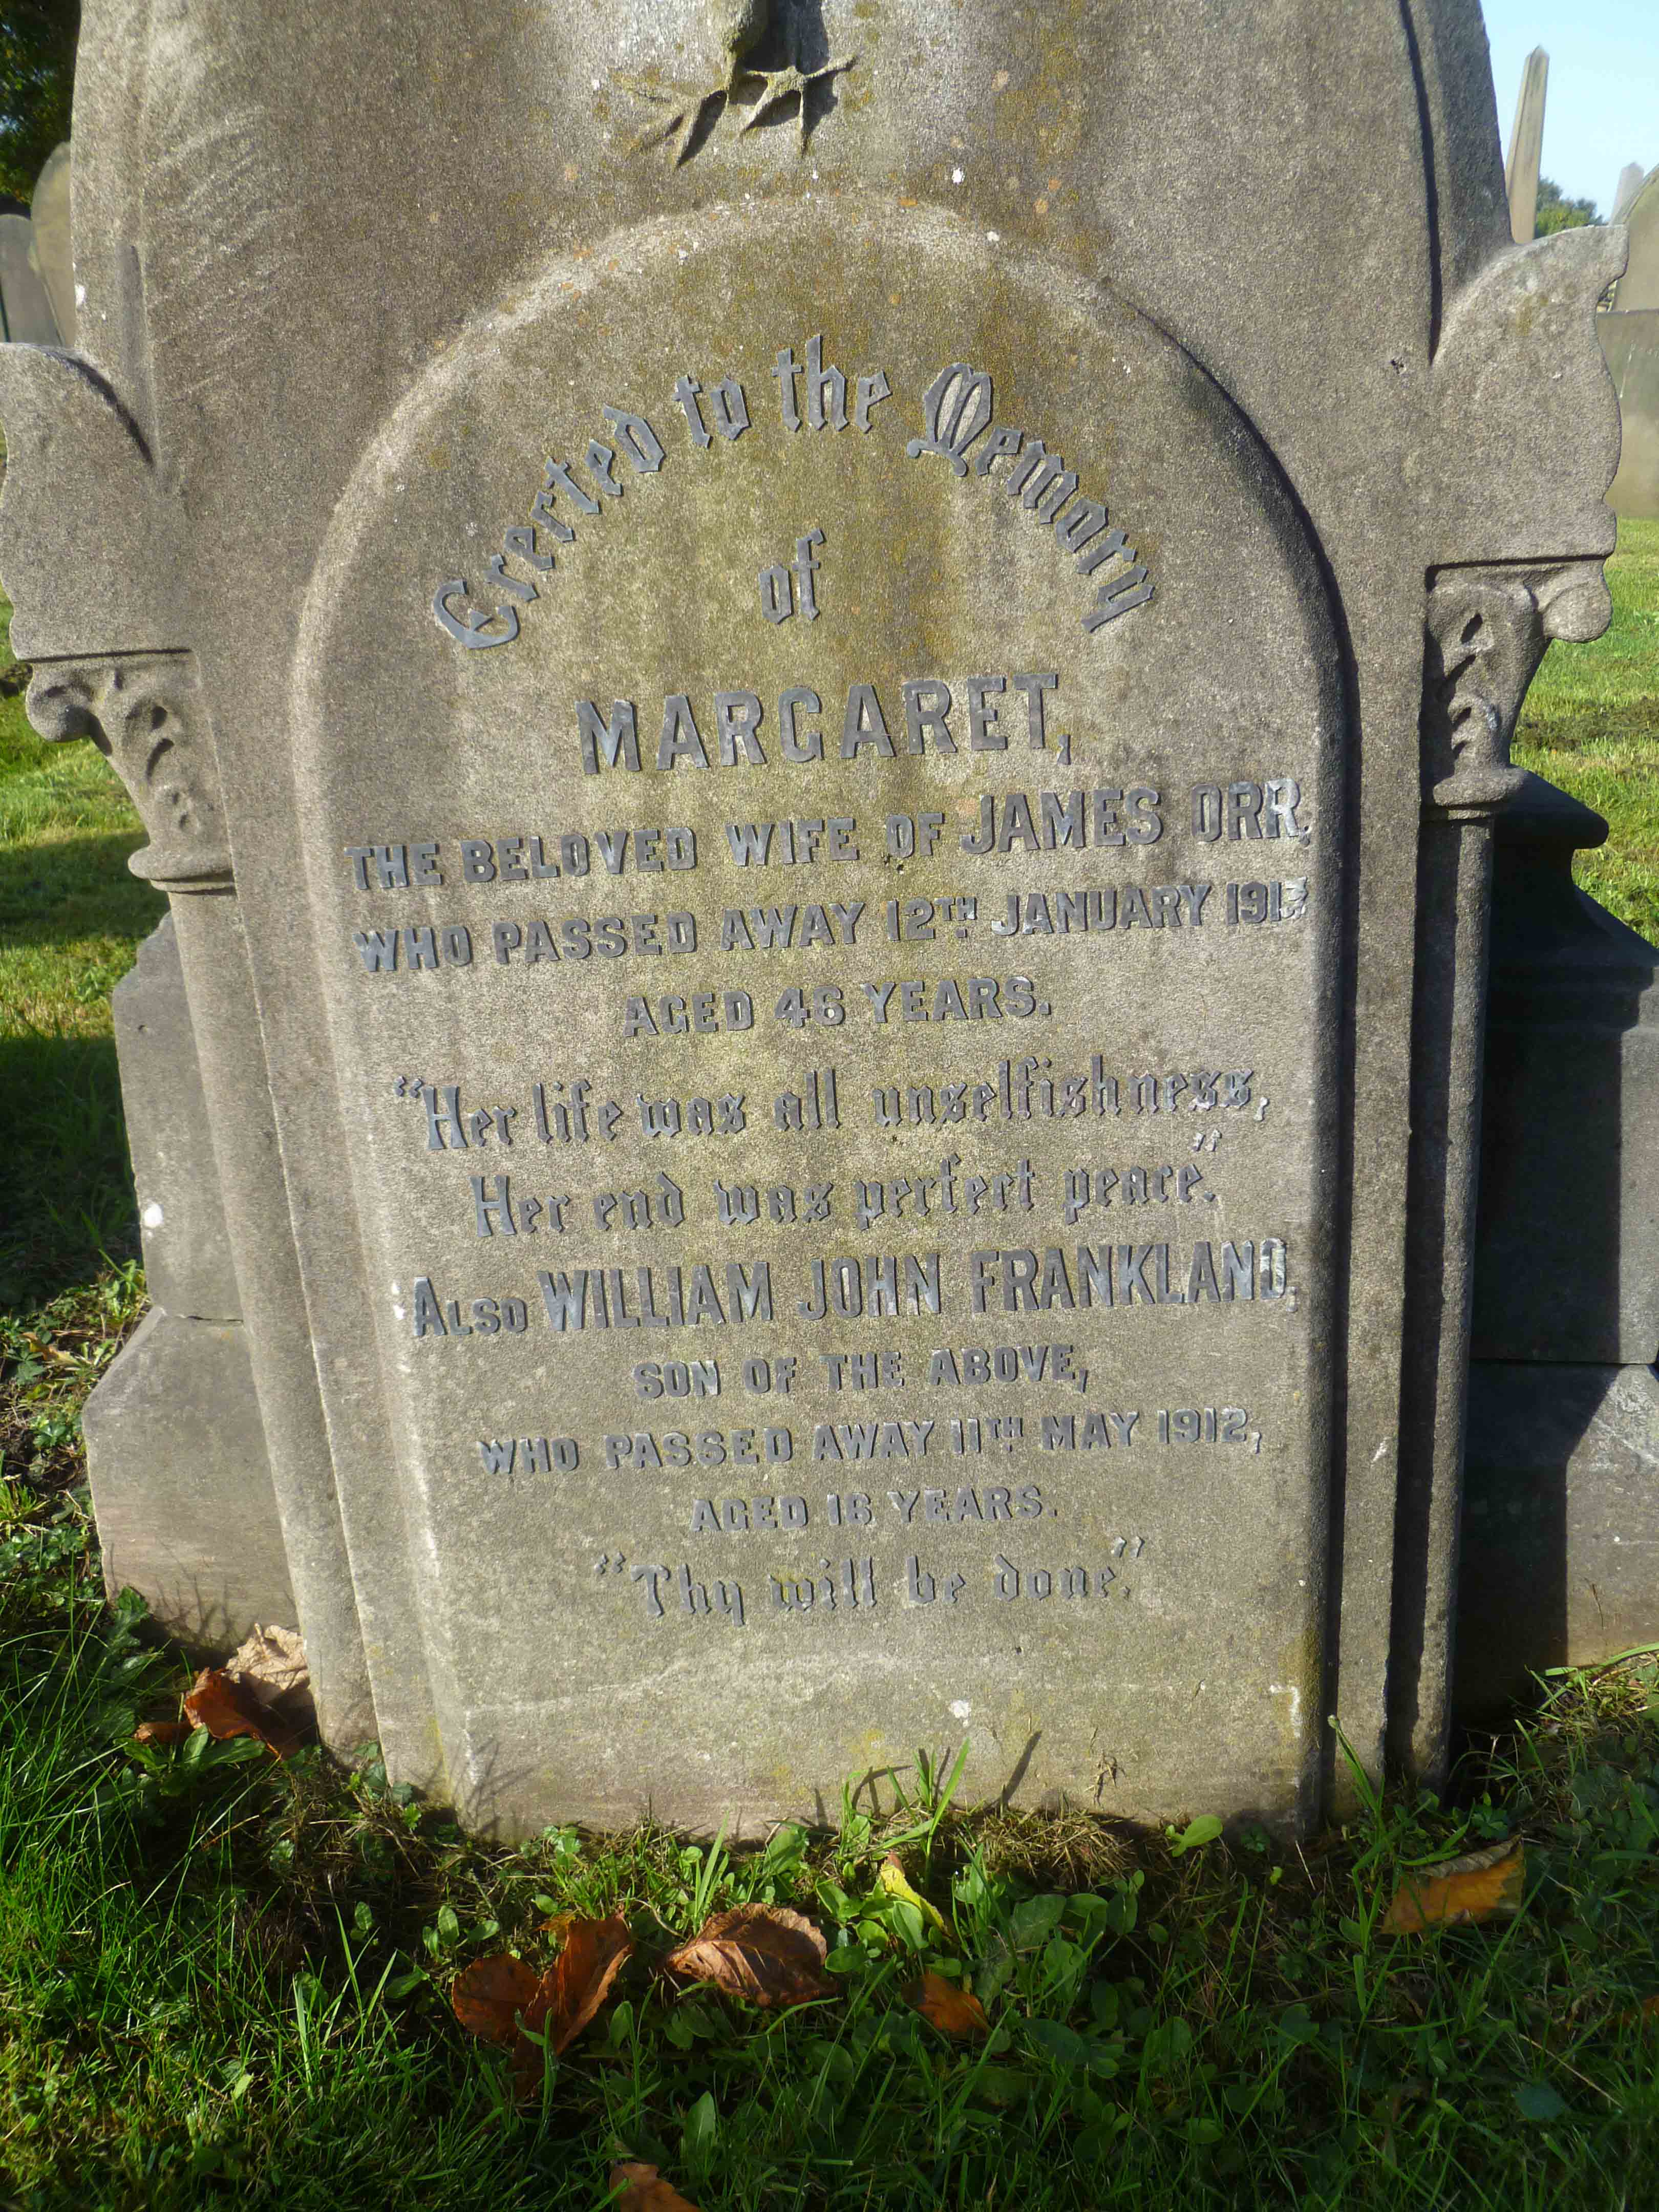 Erected to the Memory
of
MARGARET,
THE BELOVED WIFE OF JAMES ORR,
WHO PASSED AWAY 12TH JANUARY
AGED 46 YEARS.
"Her life was all unselfishness,
Her end was perfect peace."
ALSO WILLIAM JOHN FRANKLAND,
SON OF THE ABOVE,
WHO PASSED AWAY 11TH MAY 1912,
AGED 16 YEARS.
"Thy will be done."